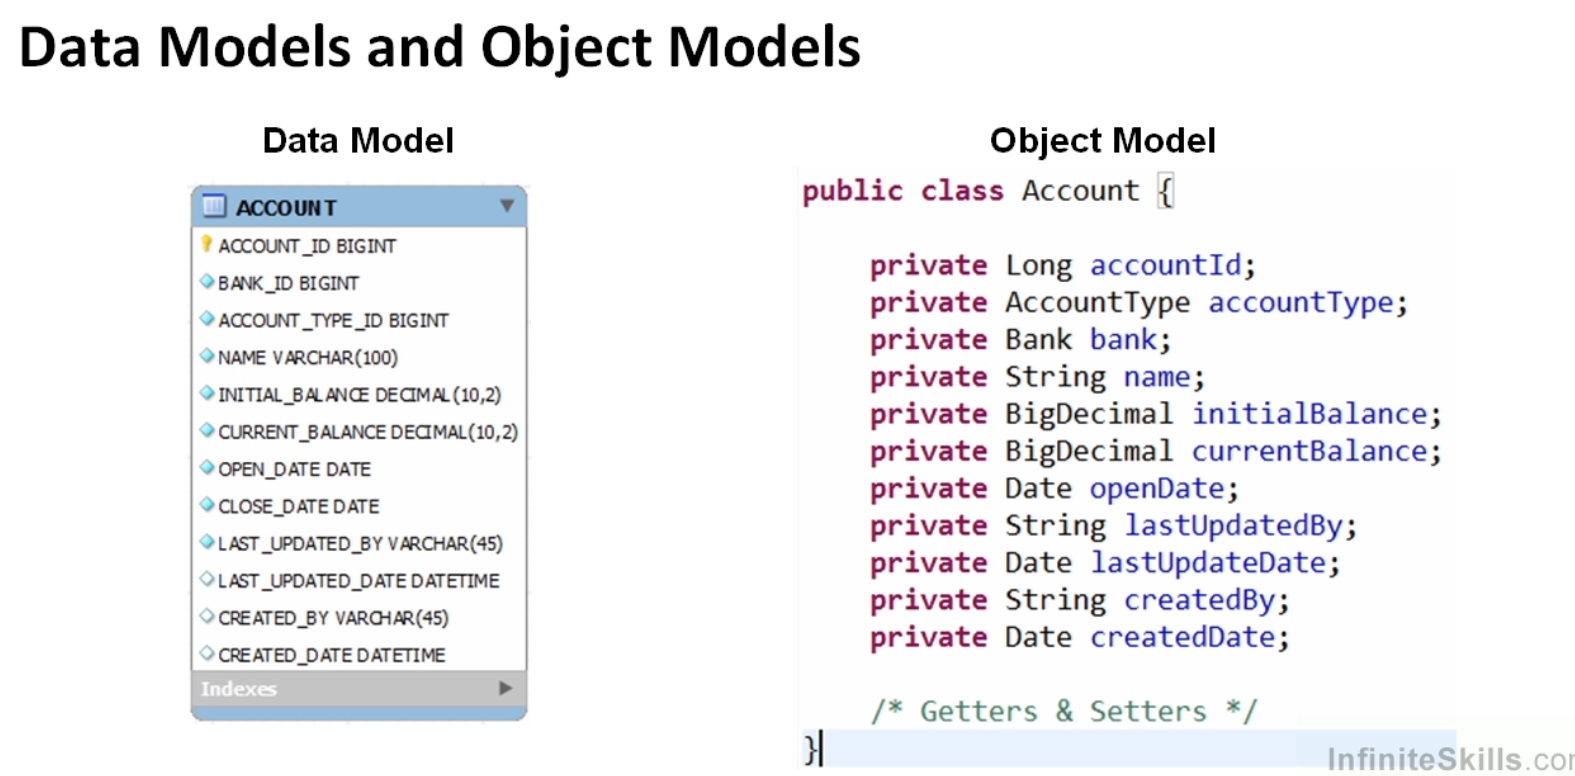 Data Models and Object Models
Data Model
ACCOUNT
ACCOUNT_ID BIGINT
BANK_ID BIGINT
ACCOUNT_TYPE_ID BIGINT
NAME VARCHAR(100)
INITIAL_BALANCE DECIMAL(10,2)
CURRENT_BALANCE DECIMAL(10,2)
OPEN_DATE DATE
CLOSE_DATE DATE
LAST_UPDATED_BY VARCHAR(45)
LAST_UPDATED_DATE DATETIME
CREATED_BY VARCHAR(45)
CREATED_DATE DATETIME
Indexes
Object Model
public class Account {
private Long accountId;
private AccountType accountType;
private Bank bank;
private String name;
private BigDecimal initialBalance;
private BigDecimal currentBalance;
private Date openDate;
private String lastUpdatedBy;
private Date lastUpdateDate;
private String createdBy;
private Date createdDate;
/* Getters & Setters */
}
InfiniteSkills.com